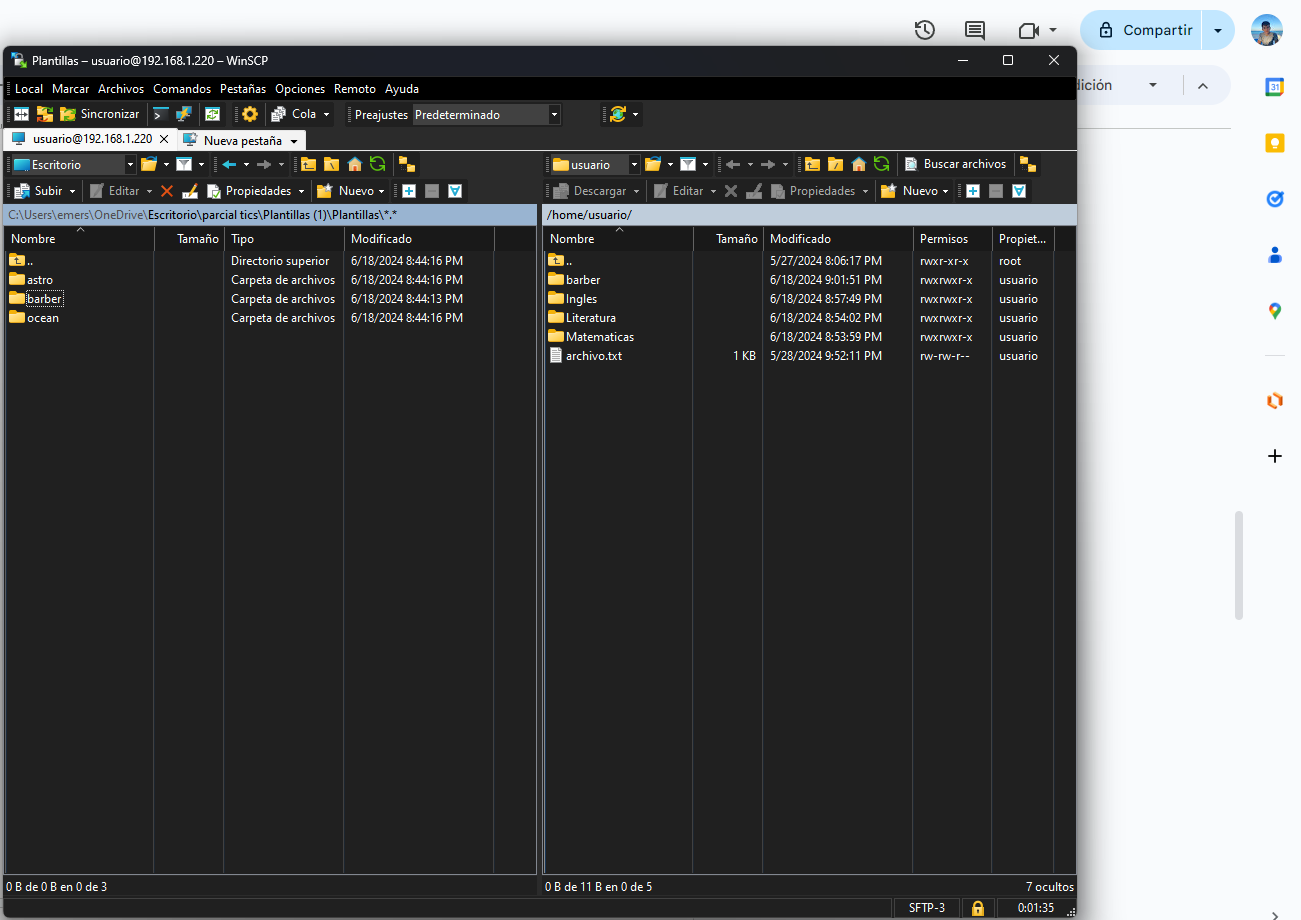 Compartir
Plantillas – usuario@192.168.1.220 – WinSCP
Local Marcar Archivos Comandos Pestañas Opciones Remoto Ayuda
dición
31
Sincronizar Cola Preajustes Predeterminado
usuario@192.168.1.220 Nueva pestaña
Escritorio
usuario Buscar archivos
Subir Editar Propiedades Nuevo
Descargar Editar Propiedades Nuevo
C:\Users\emers\OneDrive\Escritorio\parcial tics\Plantillas (1)\Plantillas\*.*
Nombre Tamaño Tipo Modificado
.. Directorio superior 6/18/2024 8:44:16 PM
astro Carpeta de archivos 6/18/2024 8:44:16 PM
barber Carpeta de archivos 6/18/2024 8:44:13 PM
ocean Carpeta de archivos 6/18/2024 8:44:16 PM
0 B de 0 B en 0 de 3
/home/usuario/
Nombre Tamaño Modificado Permisos Propiet...
.. 5/27/2024 8:06:17 PM rwxr-xr-x root
barber 6/18/2024 9:01:51 PM rwxrwxr-x usuario
Ingles 6/18/2024 8:57:49 PM rwxrwxr-x usuario
Literatura 6/18/2024 8:54:02 PM rwxrwxr-x usuario
Matematicas 6/18/2024 8:53:59 PM rwxrwxr-x usuario
archivo.txt 1 KB 5/28/2024 9:52:11 PM rw-rw-r-- usuario
0 B de 11 B en 0 de 5 7 ocultos
SFTP-3 0:01:35